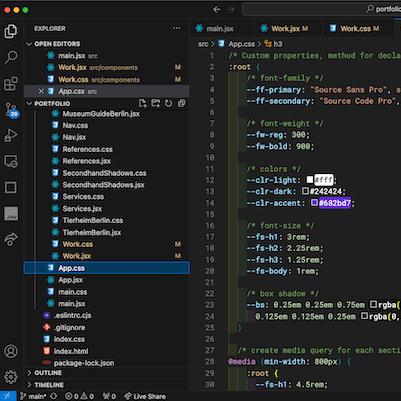 portfolio
EXPLORER
OPEN EDITORS
main.jsx src
Work.jsx src/components M
Work.css src/components M
App.css src
PORTFOLIO
MuseumGuideBerlin.jsx
Nav.css
Nav.jsx
References.css
References.jsx
SecondhandShadows.css
SecondhandShadows.jsx
Services.css
Services.jsx
TierheimBerlin.css
TierheimBerlin.jsx
Work.css M
Work.jsx M
App.css
App.jsx
main.css
main.jsx
.eslintrc.cjs
.gitignore
index.css
index.html
package-lock.json
OUTLINE
TIMELINE
20
.csv
main.jsx Work.jsx M Work.css M
src > App.css > h3
1 /* Custom properties, method for decla
2 :root {
3 /* font-family */
4 --ff-primary: "Source Sans Pro", s
5 --ff-secondary: "Source Code Pro",
6
7 /* font-weight */
8 --fw-reg: 300;
9 --fw-bold: 900;
10
11 /* colors */
12 --clr-light: #fff;
13 --clr-dark: #242424;
14 --clr-accent: #682bd7;
15
16 /* font-size */
17 --fs-h1: 3rem;
18 --fs-h2: 2.25rem;
19 --fs-h3: 1.25rem;
20 --fs-body: 1rem;
21
22 /* box shadow */
23 --bs: 0.25em 0.25em 0.75em rgba(
24 0.125em 0.125em 0.25em rgba(0,
25 }
26
27 /* create media query for each secti
28 @media (min-width: 800px) {
29 :root {
30 --fs-h1: 4.5rem;
main* 0 0 0 Live Share